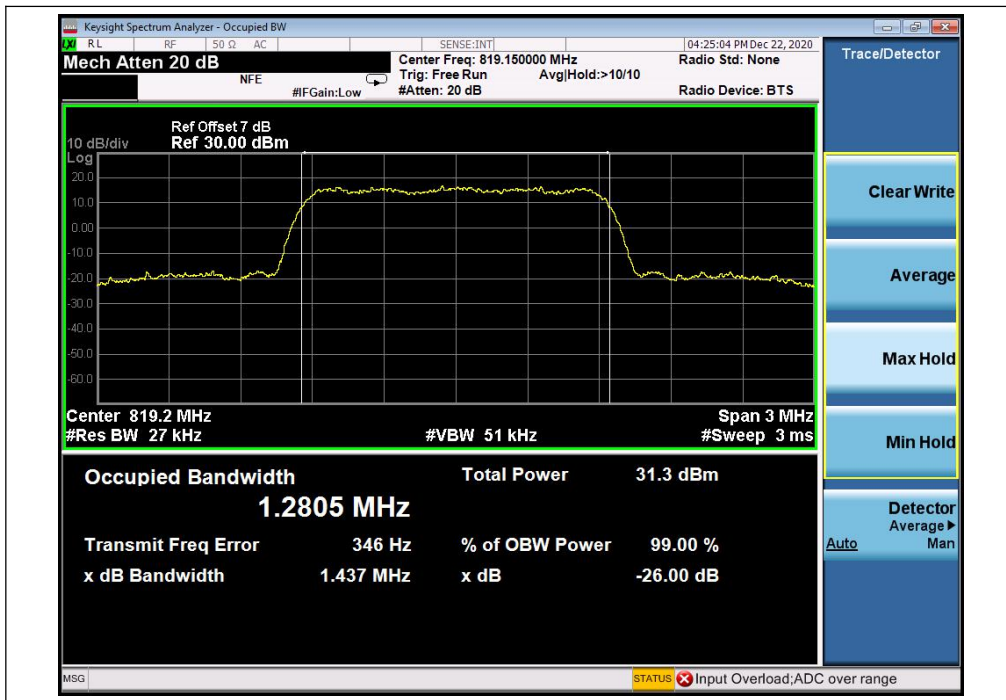 Keysight Spectrum Analyzer - Occupied BW
LXI RL RF 50 Ω AC SENSE:INT 04:25:04 PM Dec 22, 2020
Mech Atten 20 dB
NFE
#IFGain:Low
Center Freq: 819.150000 MHz
Trig: Free Run Avg|Hold:>10/10
#Atten: 20 dB
Radio Std: None
Radio Device: BTS
Trace/Detector
Ref Offset 7 dB
10 dB/div Ref 30.00 dBm
Log
20.0
10.0
0.00
-10.0
-20.0
-30.0
-40.0
-50.0
-60.0
Center 819.2 MHz Span 3 MHz
#Res BW 27 kHz #VBW 51 kHz #Sweep 3 ms
Occupied Bandwidth Total Power 31.3 dBm
1.2805 MHz
Transmit Freq Error 346 Hz % of OBW Power 99.00 %
x dB Bandwidth 1.437 MHz x dB -26.00 dB
Clear Write
Average
Max Hold
Min Hold
Detector
Average▶
Auto Man
MSG STATUS Input Overload;ADC over range